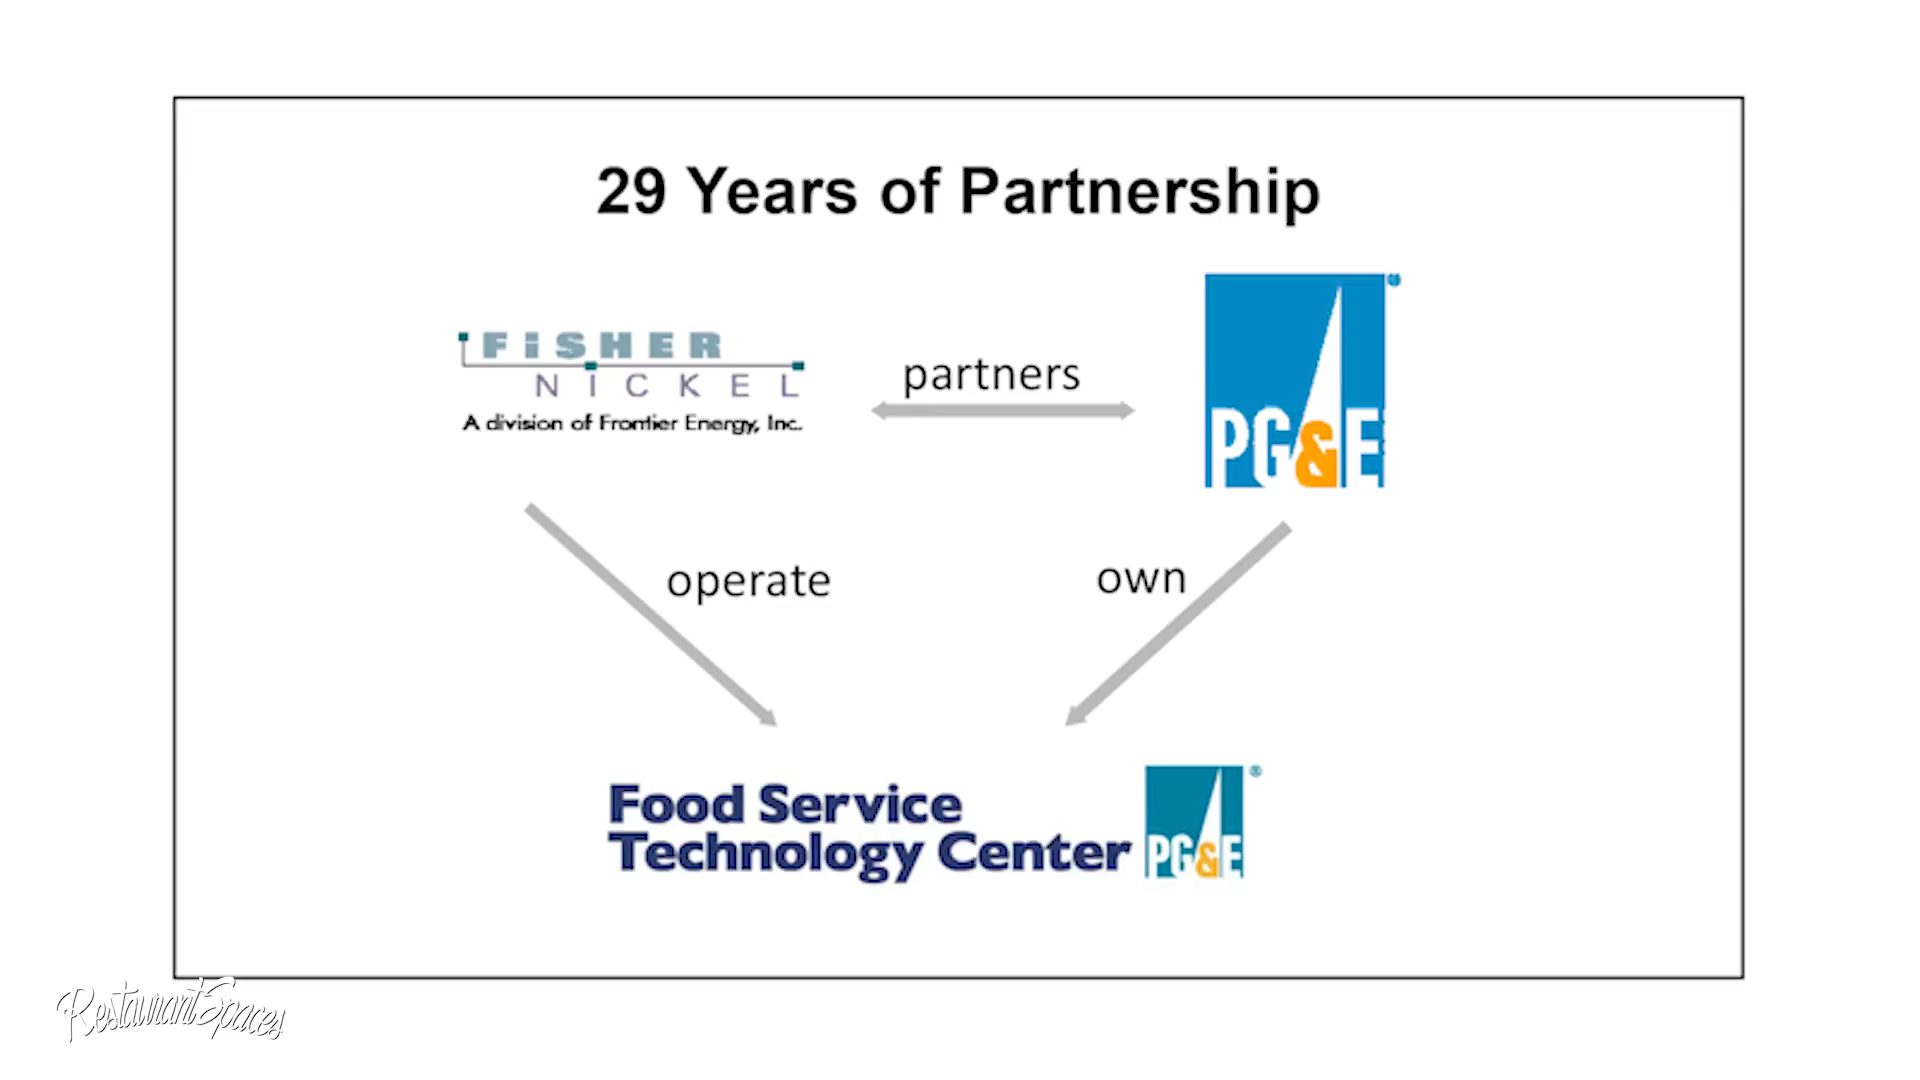 29 Years of Partnership
FiSHER
NICKEL
A division of Frontier Energy, Inc.
partners
PG&E
operate
own
Food Service
Technology Center
PG&E
RestaurantSpaces